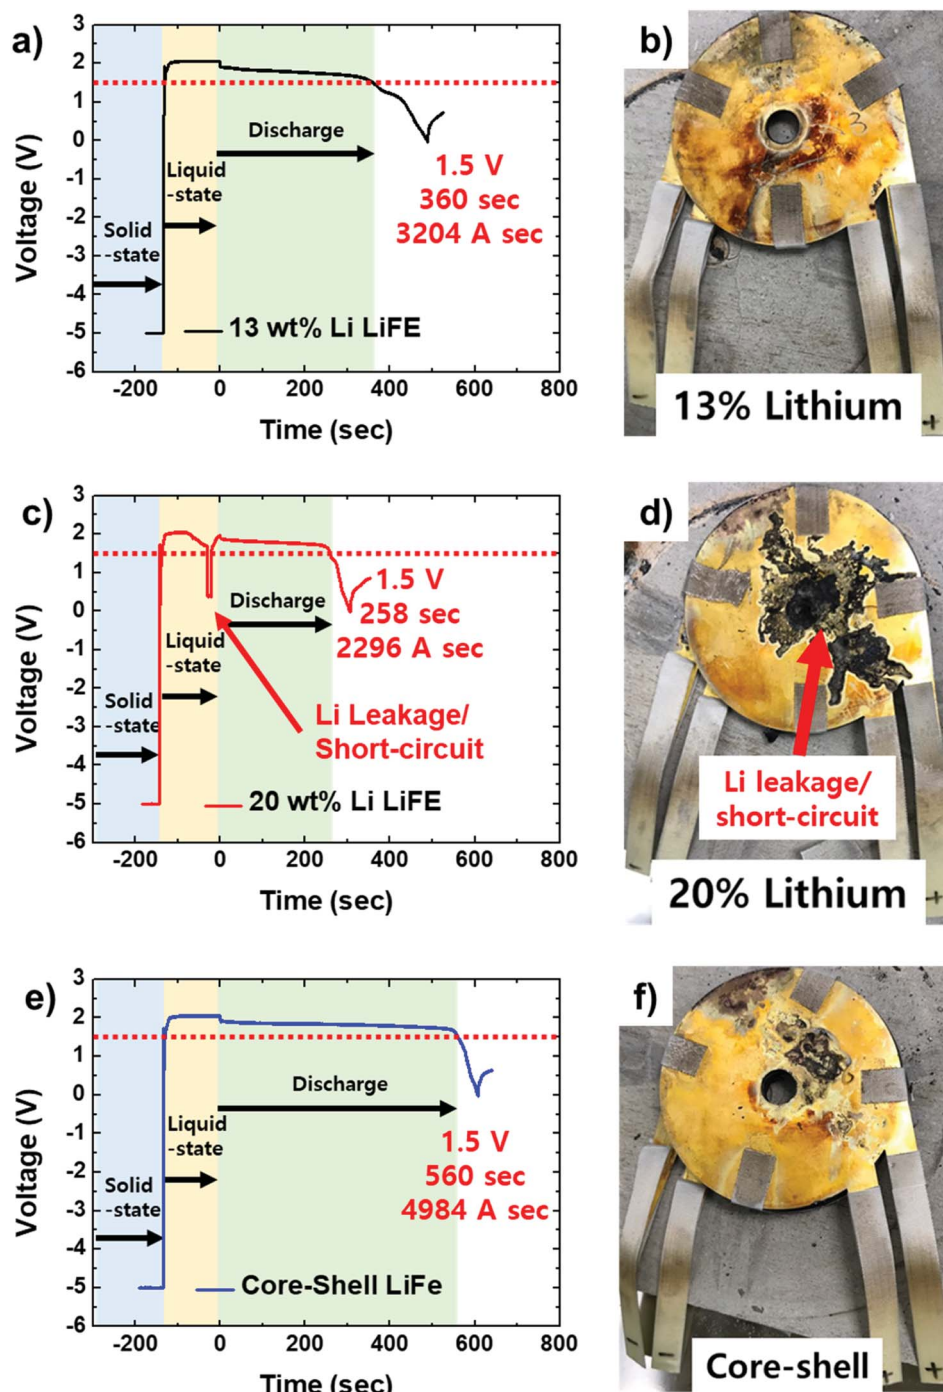 a)
3
2
1
0
-1
-2
-3
-4
-5
-6
Voltage (V)
Discharge
Liquid
-state
Solid
-state
1.5 V
360 sec
3204 A sec
13 wt% Li LiFE
-200 0 200 400 600 800
Time (sec)
b)
3
13% Lithium
+
-
c)
3
2
1
0
-1
-2
-3
-4
-5
-6
Voltage (V)
Discharge
Liquid
-state
Solid
-state
1.5 V
258 sec
2296 A sec
Li Leakage/
Short-circuit
20 wt% Li LiFE
-200 0 200 400 600 800
Time (sec)
d)
Li leakage/
short-circuit
20% Lithium
-
+
e)
3
2
1
0
-1
-2
-3
-4
-5
-6
Voltage (V)
Discharge
Liquid
-state
Solid
-state
1.5 V
560 sec
4984 A sec
Core-Shell LiFe
-200 0 200 400 600 800
Time (sec)
f)
Core-shell
-
+
+